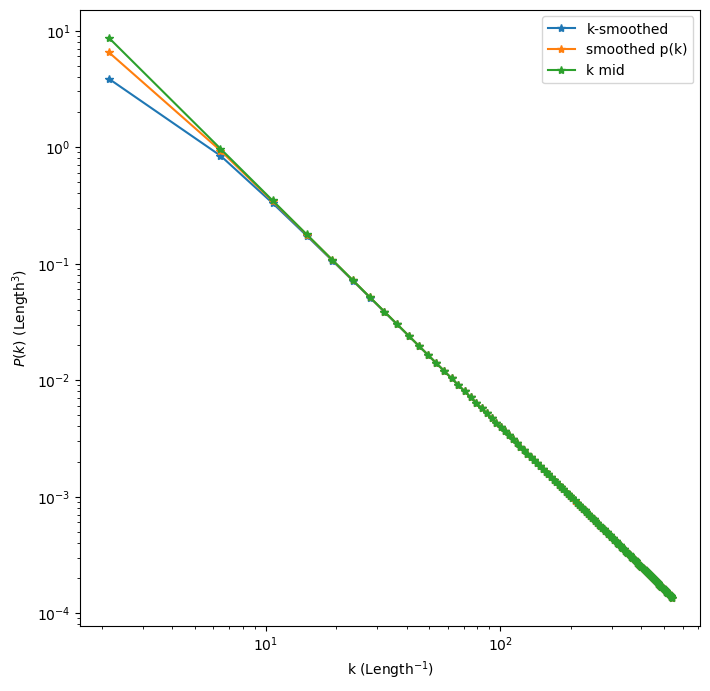 k-smoothed
smoothed p(k)
k mid
10¹
10⁰
10⁻¹
10⁻²
10⁻³
10⁻⁴
P(k) (Length³)
10¹
10²
k (Length⁻¹)